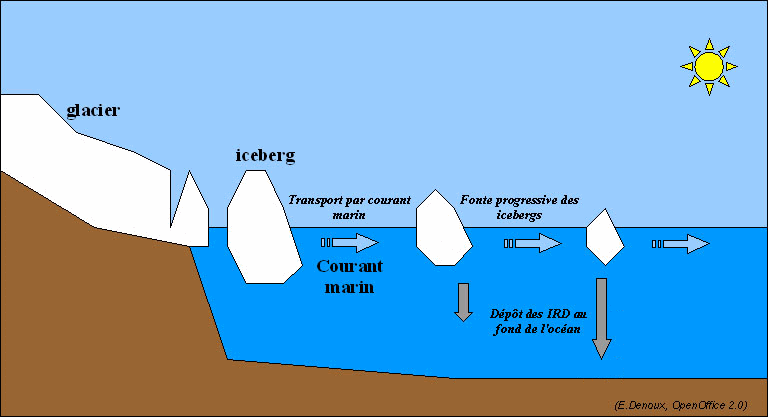 glacier
iceberg
Transport par courant
marin
Fonte progressive des
icebergs
Courant
marin
Dépôt des IRD au
fond de l'océan
(E.Denoux, OpenOffice 2.0)